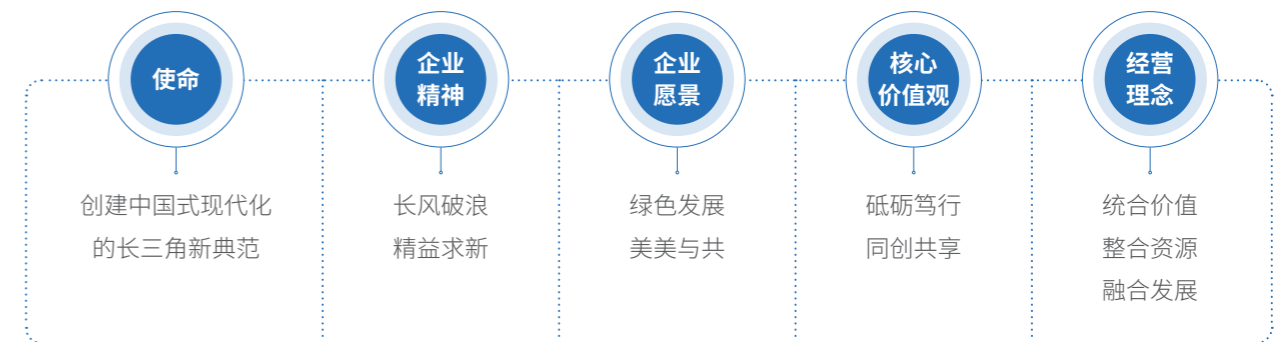 使命
创建中国式现代化
的长三角新典范
企业
精神
长风破浪
精益求新
企业
愿景
绿色发展
美美与共
核心
价值观
砥砺笃行
同创共享
经营
理念
统合价值
整合资源
融合发展